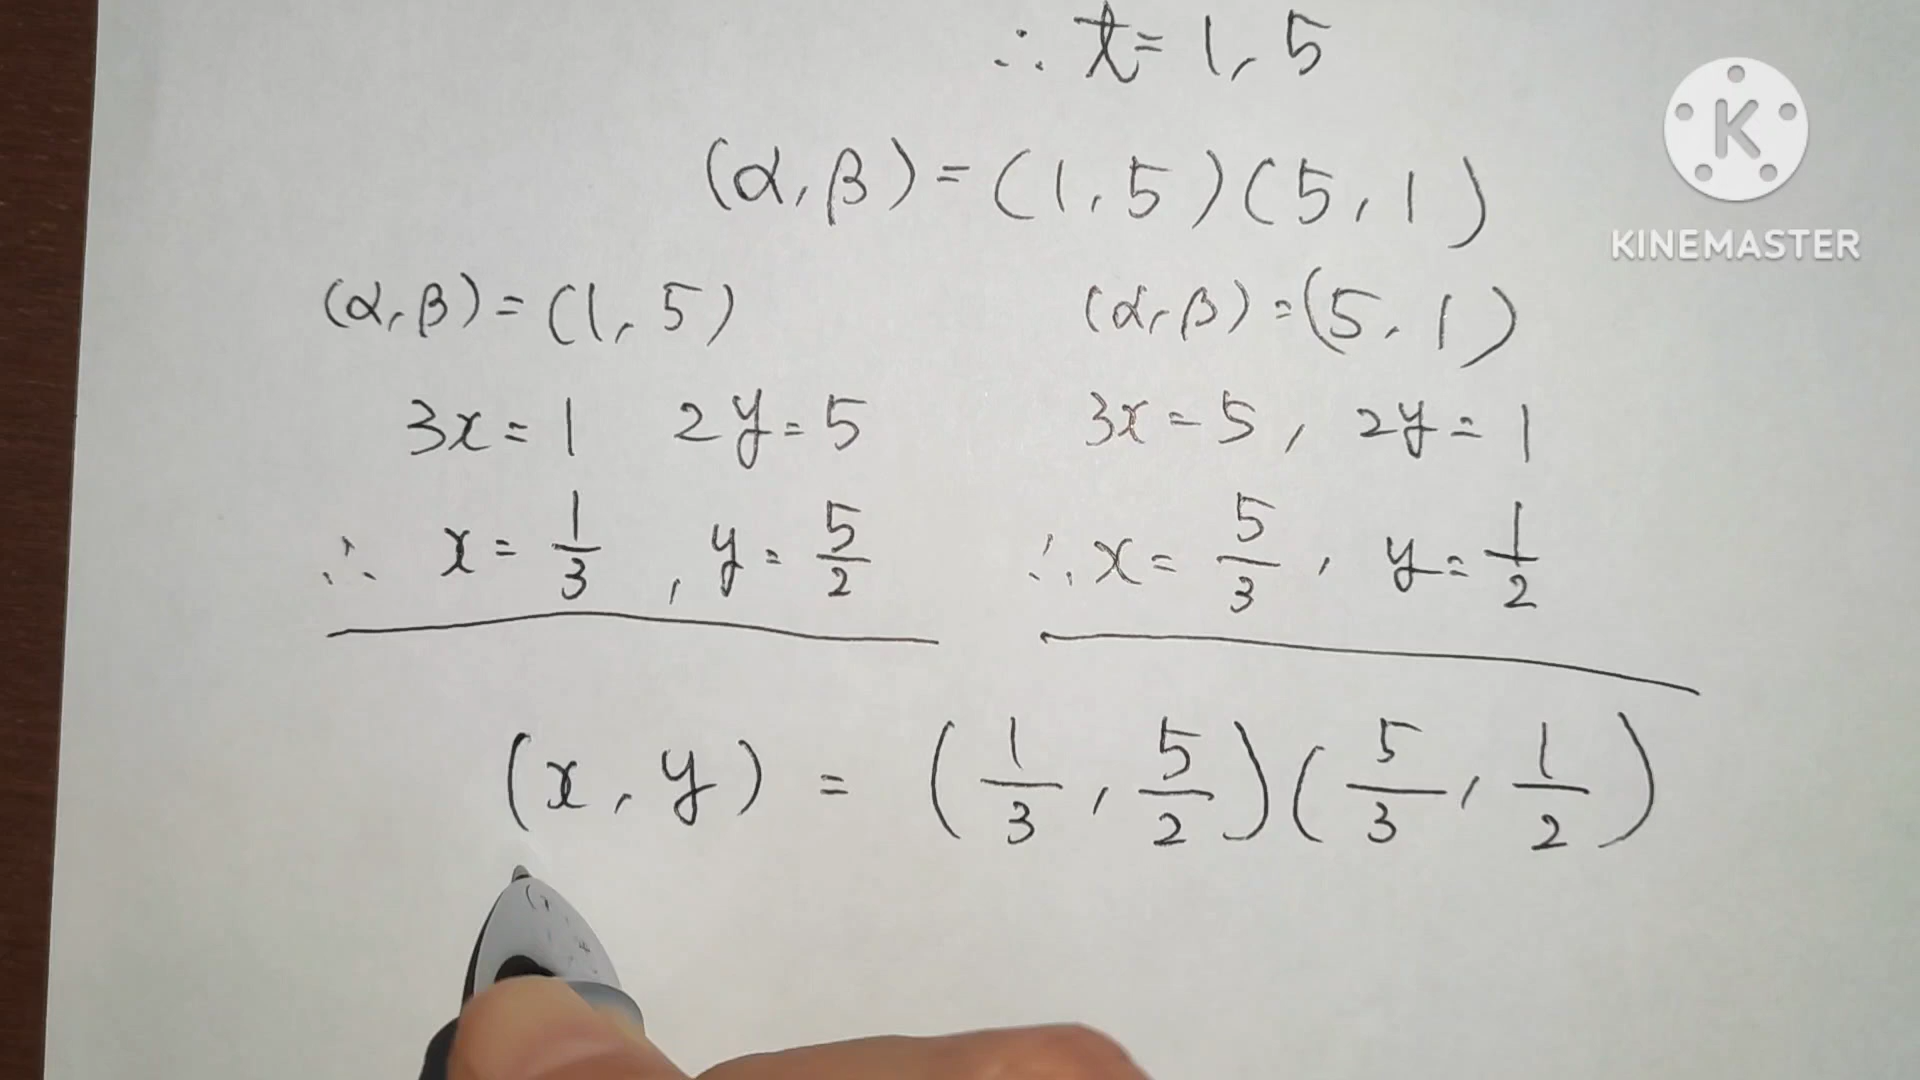 ∴ t = 1, 5
(α, β) = (1, 5) (5, 1)
(α, β) = (1, 5)
3x = 1 2y = 5
∴ x = 1/3, y = 5/2
(α, β) = (5, 1)
3x = 5, 2y = 1
∴ x = 5/3, y = 1/2
(x, y) = (1/3, 5/2) (5/3, 1/2)
K
KINEMASTER